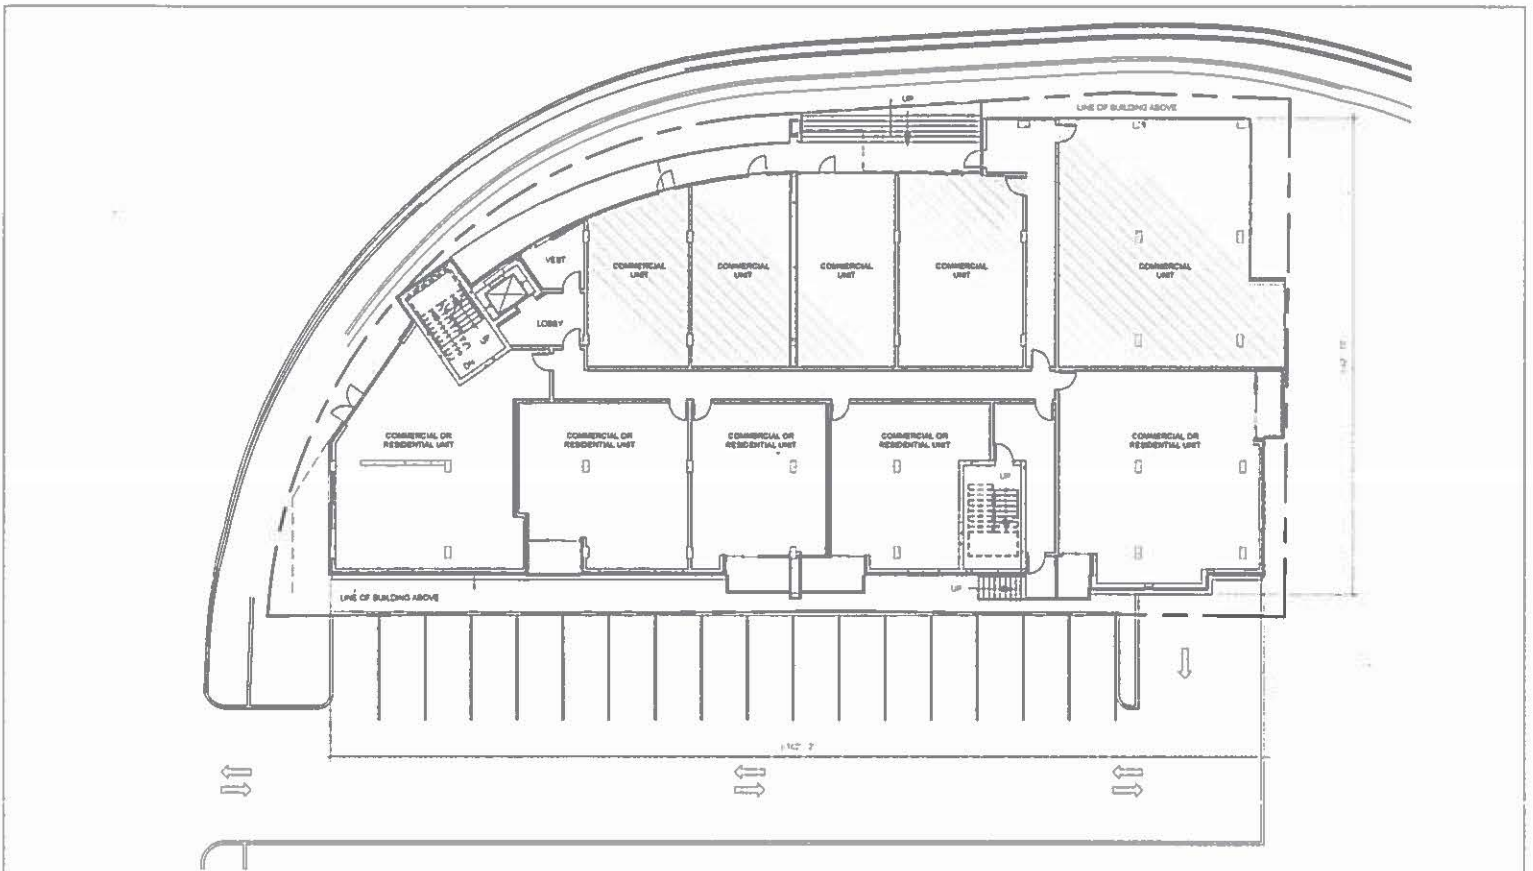 UP
LINE OF BUILDING ABOVE
VEST
COMMERCIAL
UNIT
COMMERCIAL
UNIT
COMMERCIAL
UNIT
COMMERCIAL
UNIT
COMMERCIAL
UNIT
LOBBY
UP
COMMERCIAL OR
RESIDENTIAL UNIT
COMMERCIAL OR
RESIDENTIAL UNIT
COMMERCIAL OR
RESIDENTIAL UNIT
COMMERCIAL OR
RESIDENTIAL UNIT
COMMERCIAL OR
RESIDENTIAL UNIT
UP
UP
LINE OF BUILDING ABOVE